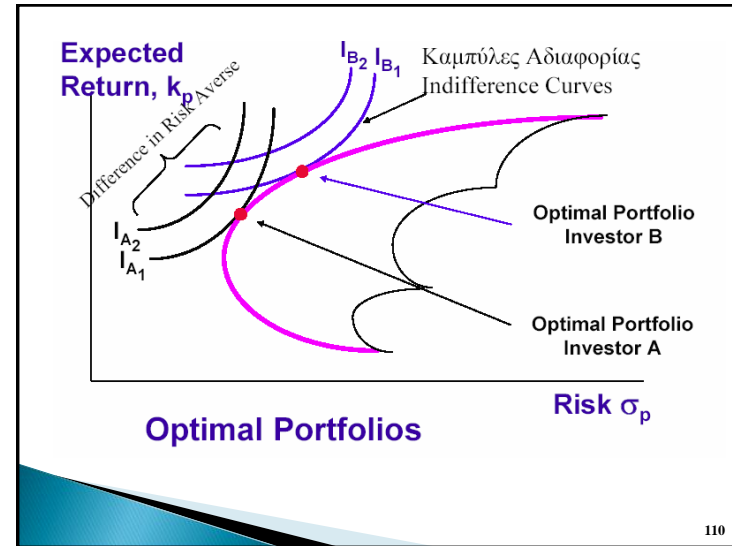 Expected
Return, kp
IB2 IB1
Καμπύλες Αδιαφορίας
Indifference Curves
Difference in Risk Averse
IA2
IA1
Optimal Portfolio
Investor B
Optimal Portfolio
Investor A
Risk σp
Optimal Portfolios
110